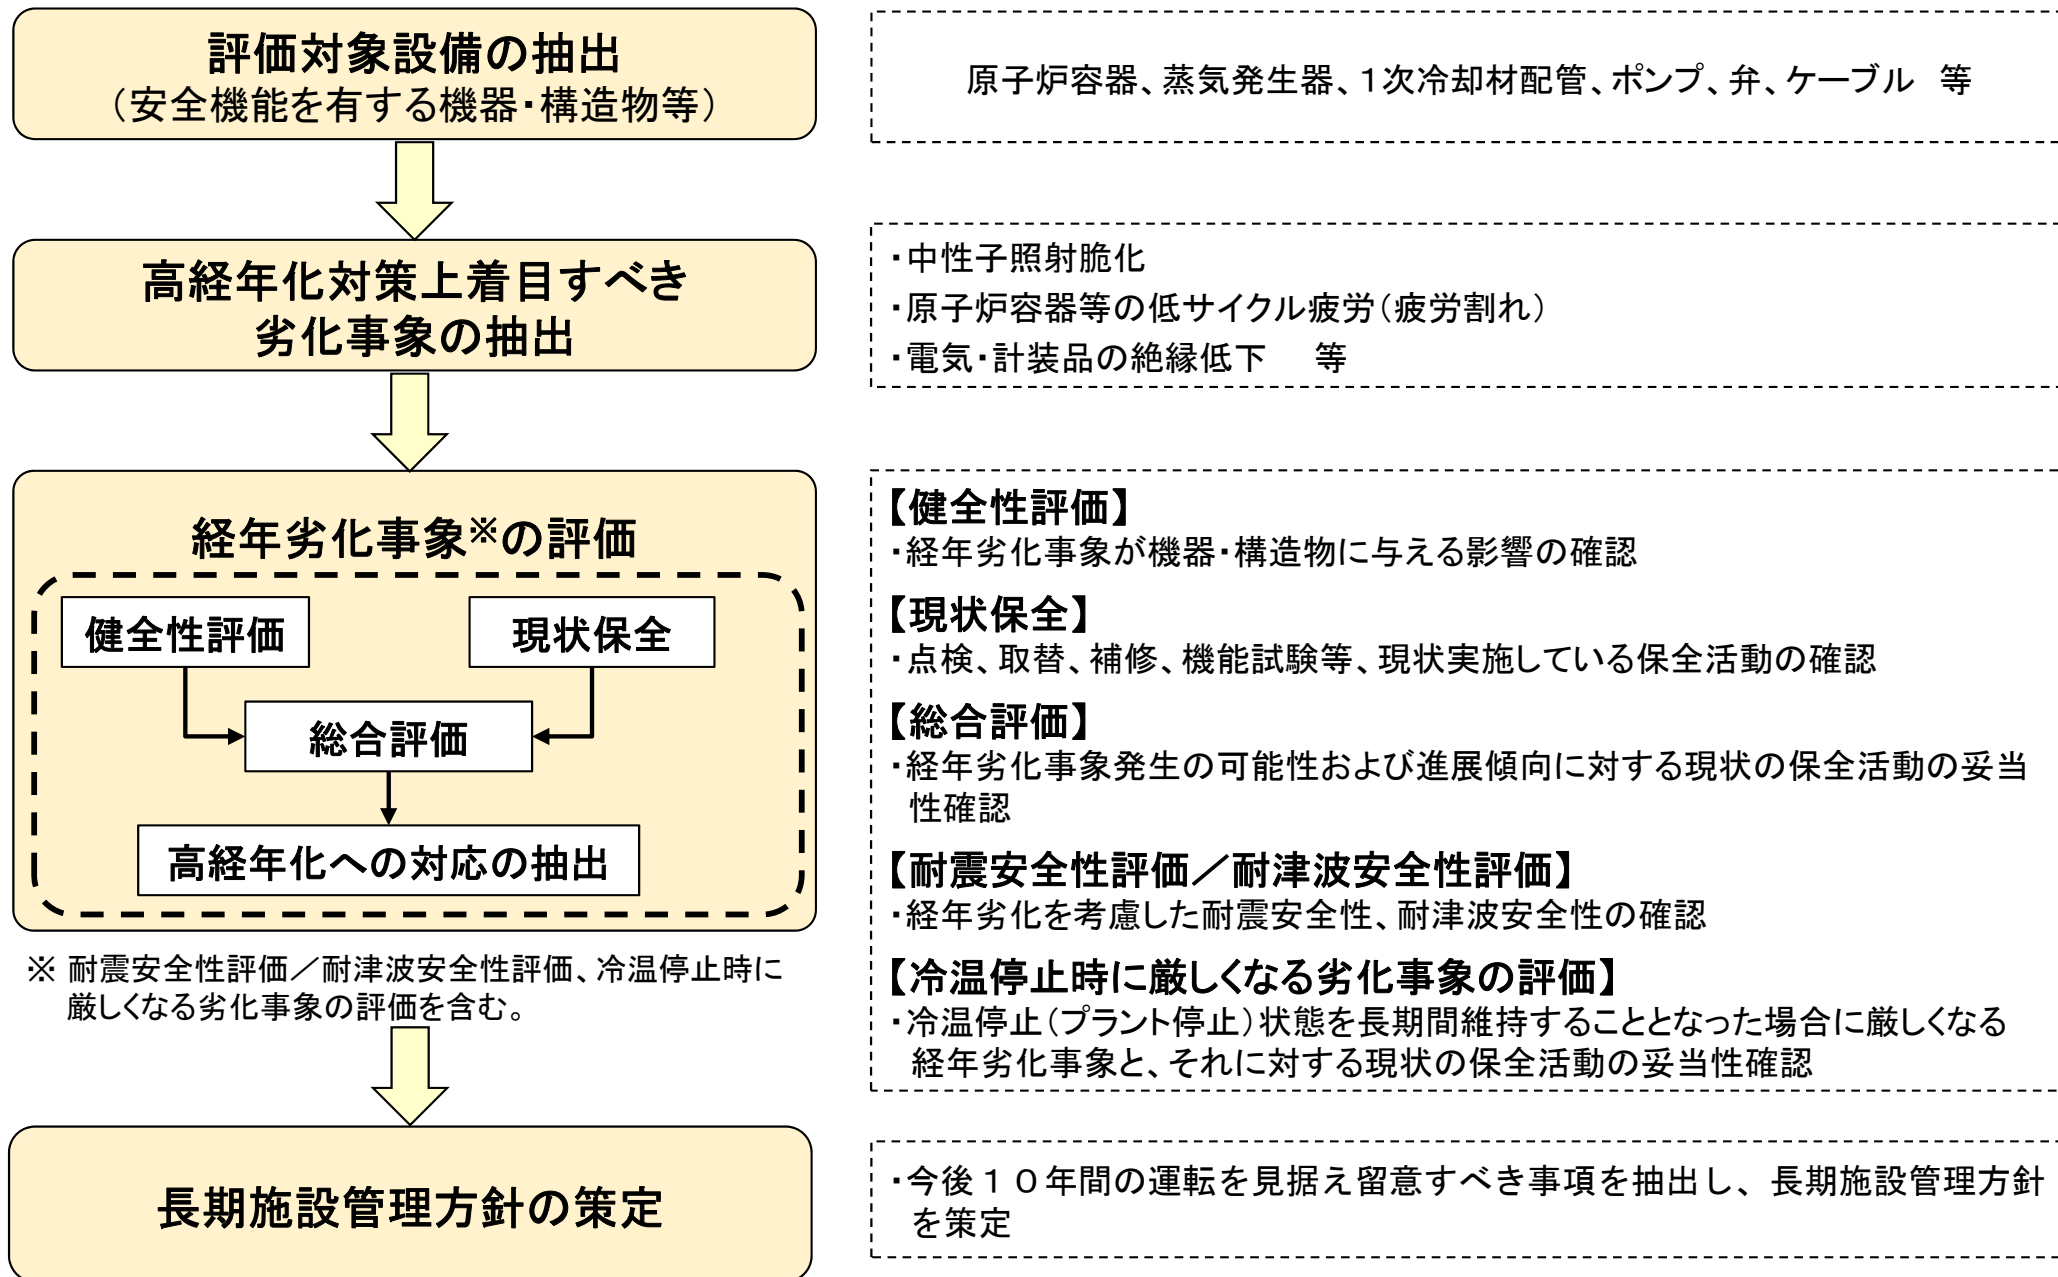 評価対象設備の抽出
（安全機能を有する機器・構造物等）
原子炉容器、蒸気発生器、1次冷却材配管、ポンプ、弁、ケーブル　等
高経年化対策上着目すべき
劣化事象の抽出
・中性子照射脆化
・原子炉容器等の低サイクル疲労（疲労割れ）
・電気・計装品の絶縁低下　等
経年劣化事象※の評価
健全性評価
現状保全
総合評価
高経年化への対応の抽出
※ 耐震安全性評価／耐津波安全性評価、冷温停止時に
厳しくなる劣化事象の評価を含む。
【健全性評価】
・経年劣化事象が機器・構造物に与える影響の確認
【現状保全】
・点検、取替、補修、機能試験等、現状実施している保全活動の確認
【総合評価】
・経年劣化事象発生の可能性および進展傾向に対する現状の保全活動の妥当
性確認
【耐震安全性評価／耐津波安全性評価】
・経年劣化を考慮した耐震安全性、耐津波安全性の確認
【冷温停止時に厳しくなる劣化事象の評価】
・冷温停止（プラント停止）状態を長期間維持することとなった場合に厳しくなる
経年劣化事象と、それに対する現状の保全活動の妥当性確認
長期施設管理方針の策定
・今後１０年間の運転を見据え留意すべき事項を抽出し、長期施設管理方針
を策定